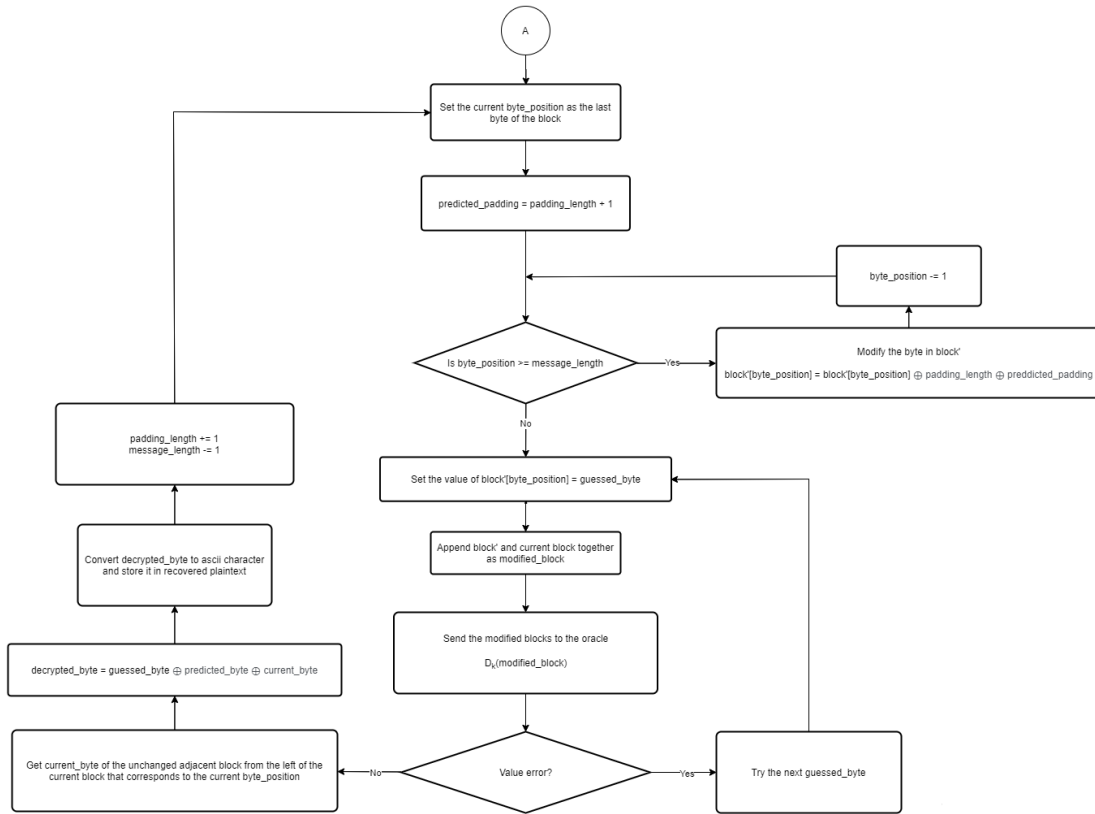 A
Set the current byte_position as the last
byte of the block
predicted_padding = padding_length + 1
byte_position -= 1
Is byte_position >= message_length
Yes
Modify the byte in block'
block'[byte_position] = block'[byte_position] ⊕ padding_length ⊕ preddicted_padding
No
padding_length += 1
message_length -= 1
Set the value of block'[byte_position] = guessed_byte
Append block' and current block together
as modified_block
Convert decrypted_byte to ascii character
and store it in recovered plaintext
Send the modified blocks to the oracle
Dₖ(modified_block)
decrypted_byte = guessed_byte ⊕ predicted_byte ⊕ current_byte
Get current_byte of the unchanged adjacent block from the left of the
current block that corresponds to the current byte_position
No
Value error?
Yes
Try the next guessed_byte